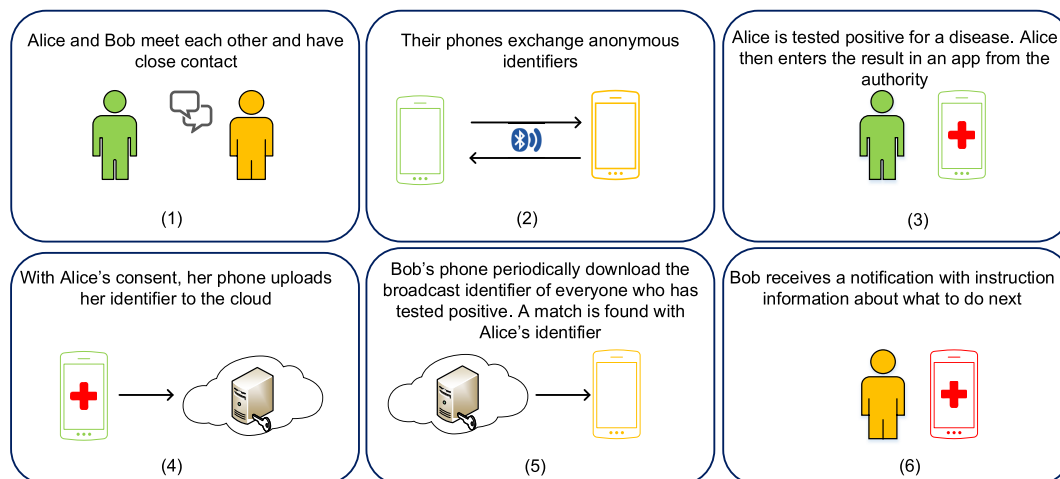 Alice and Bob meet each other and have
close contact
(1)
Their phones exchange anonymous
identifiers
(2)
Alice is tested positive for a disease. Alice
then enters the result in an app from the
authority
(3)
With Alice's consent, her phone uploads
her identifier to the cloud
(4)
Bob's phone periodically download the
broadcast identifier of everyone who has
tested positive. A match is found with
Alice's identifier
(5)
Bob receives a notification with instruction
information about what to do next
(6)